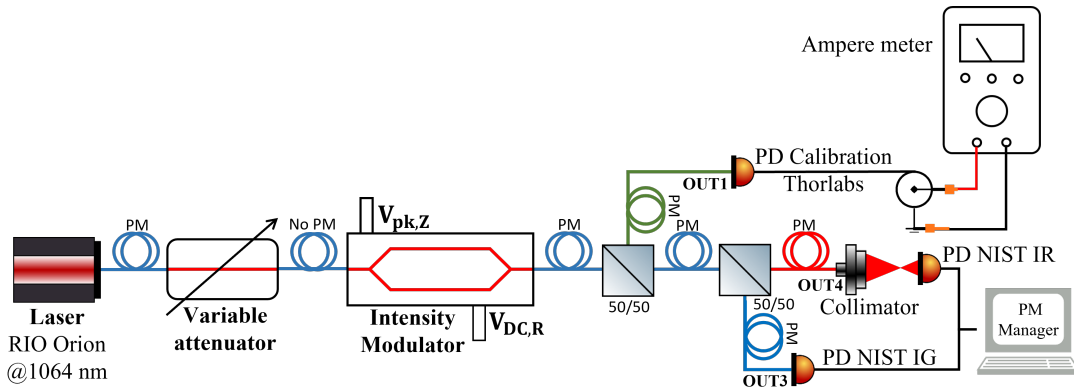 Ampere meter
PD Calibration
Thorlabs
OUT1
PM
PM
No PM
V_pk,Z
PM
PM
PM
PD NIST IR
OUT4
Collimator
50/50
50/50
Laser
RIO Orion
@1064 nm
Variable
attenuator
Intensity
Modulator
V_DC,R
PM
OUT3
PD NIST IG
PM
Manager